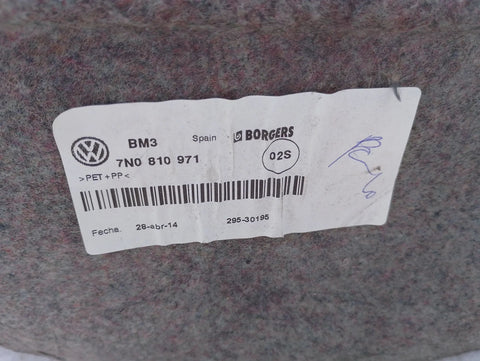 BM3 Spain BORGERS
7N0 810 971 02S
>PET+PP<
Fecha. 28-abr-14 295-30195